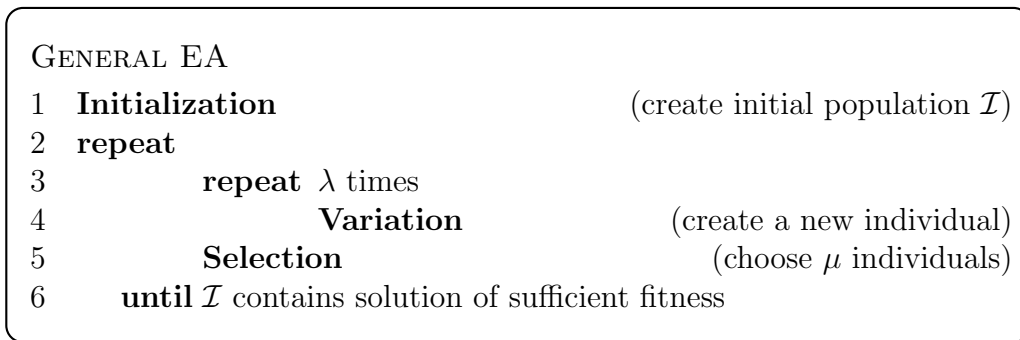 GENERAL EA
1 Initialization (create initial population ℐ)
2 repeat
3 repeat λ times
4 Variation (create a new individual)
5 Selection (choose μ individuals)
6 until ℐ contains solution of sufficient fitness